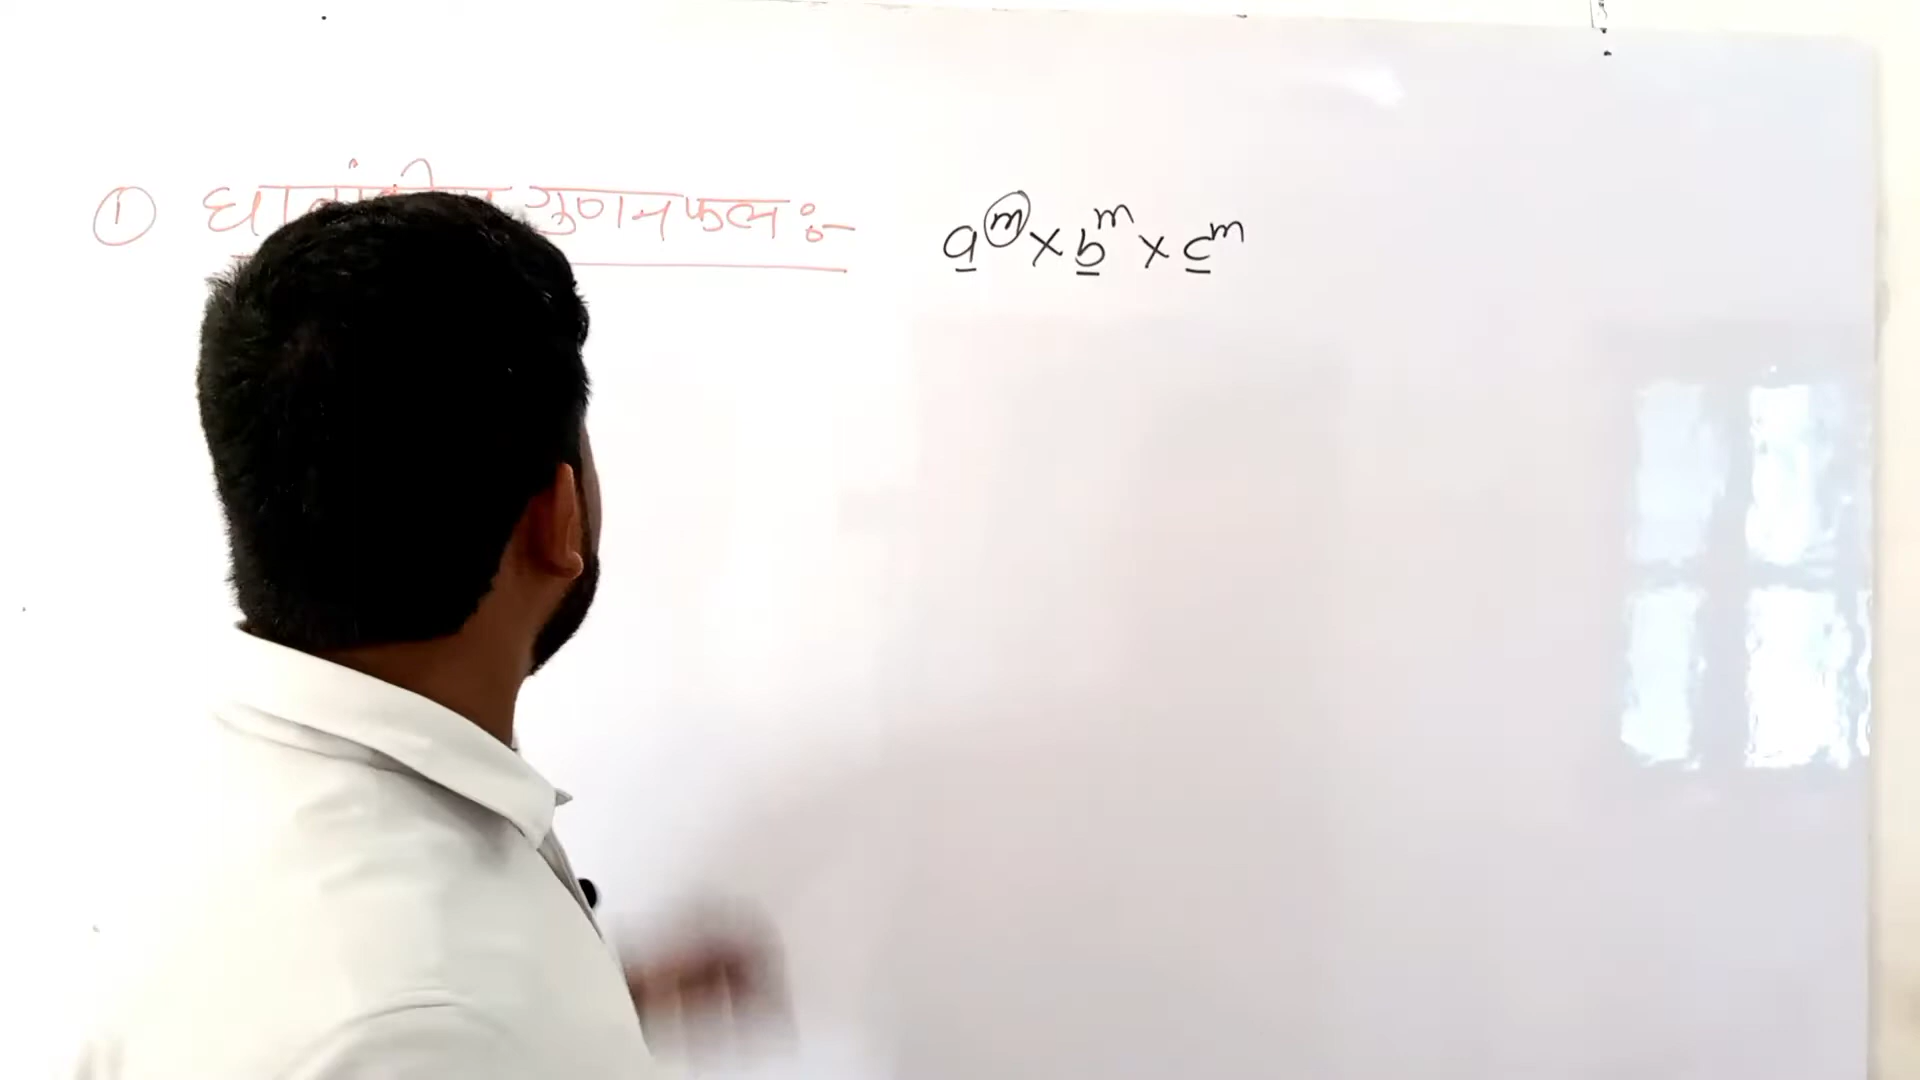 ① गुणनफल :- aᵐ × bᵐ × cᵐ